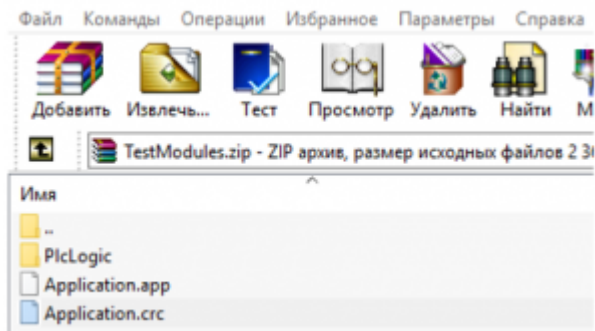 Файл Команды Операции Избранное Параметры Справка
Добавить Извлечь... Тест Просмотр Удалить Найти М
TestModules.zip - ZIP архив, размер исходных файлов 2 3
Имя
..
PlcLogic
Application.app
Application.crc